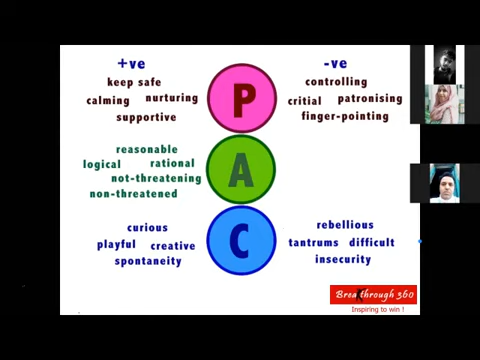 +ve
keep safe
calming nurturing
supportive
-ve
controlling
critial patronising
finger-pointing
P
reasonable
logical rational
not-threatening
non-threatened
A
curious
playful creative
spontaneity
C
rebellious
tantrums difficult
insecurity
Breakthrough 360
Inspiring to win !